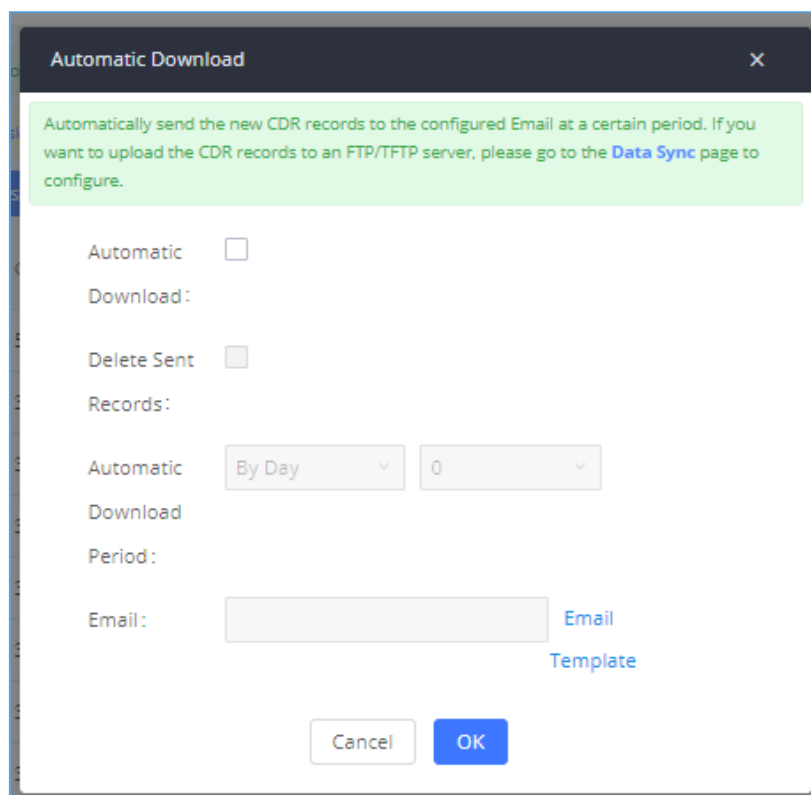 Automatic Download
Automatically send the new CDR records to the configured Email at a certain period. If you
want to upload the CDR records to an FTP/TFTP server, please go to the Data Sync page to
configure.
Automatic
Download:
Delete Sent
Records:
Automatic
Download
Period:
By Day
0
Email:
Email
Template
Cancel
OK